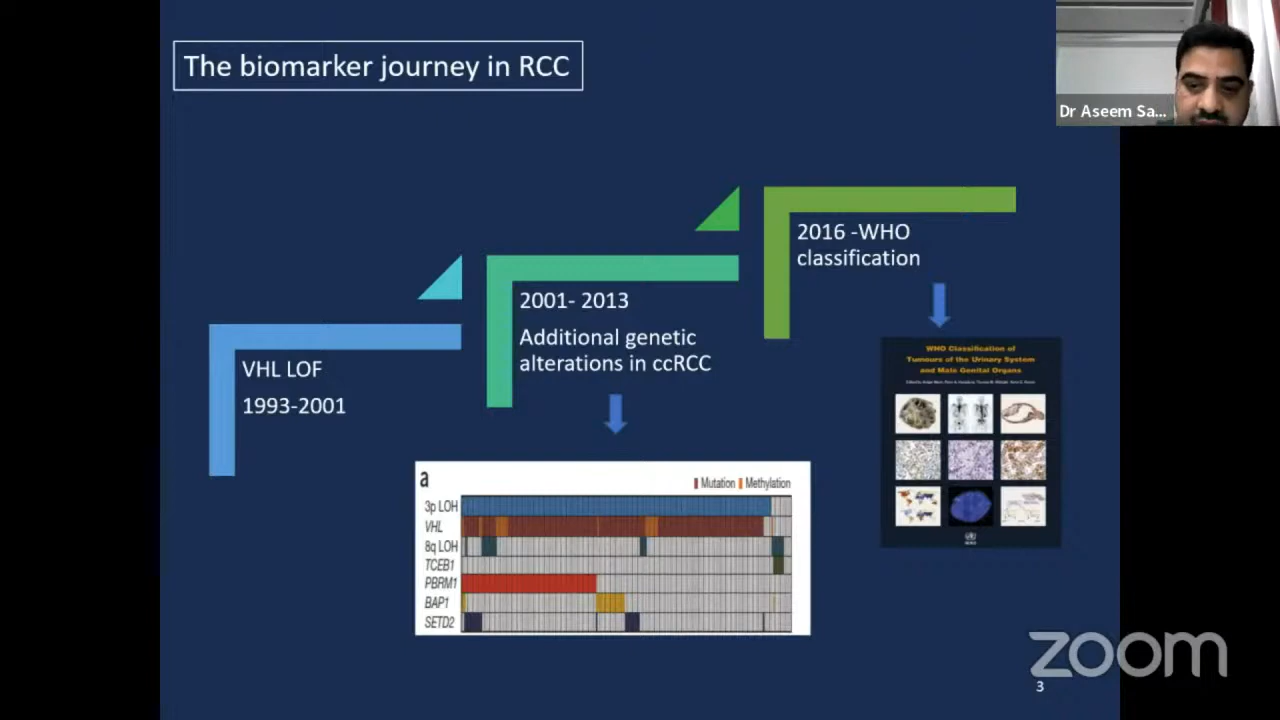 The biomarker journey in RCC
Dr Aseem Sa...
2016 -WHO
classification
2001- 2013
Additional genetic
alterations in ccRCC
VHL LOF
1993-2001
WHO Classification of
Tumours of the Urinary System
and Male Genital Organs
a
Mutation Methylation
3p LOH
VHL
8q LOH
TCEB1
PBRM1
BAP1
SETD2
zoom
3